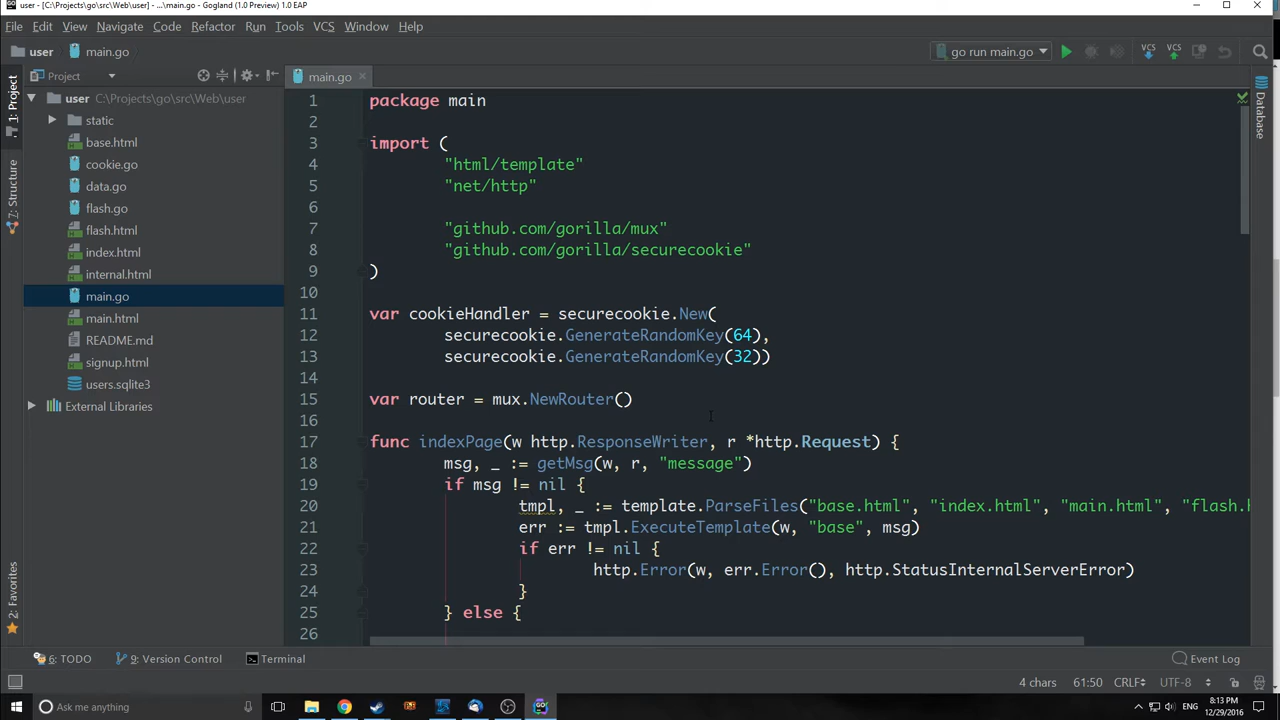 user - [C:\Projects\go\src\Web\user] - ...\main.go - Gogland (1.0 Preview) 1.0 EAP
File Edit View Navigate Code Refactor Run Tools VCS Window Help
user main.go go run main.go VCS VCS
Project main.go
1: Project
7: Structure
2: Favorites
Database
user C:\Projects\go\src\Web\user
static
base.html
cookie.go
data.go
flash.go
flash.html
index.html
internal.html
main.go
main.html
README.md
signup.html
users.sqlite3
External Libraries
1 package main
2
3 import (
4 "html/template"
5 "net/http"
6
7 "github.com/gorilla/mux"
8 "github.com/gorilla/securecookie"
9 )
10
11 var cookieHandler = securecookie.New(
12 securecookie.GenerateRandomKey(64),
13 securecookie.GenerateRandomKey(32))
14
15 var router = mux.NewRouter()
16
17 func indexPage(w http.ResponseWriter, r *http.Request) {
18 msg, _ := getMsg(w, r, "message")
19 if msg != nil {
20 tmpl, _ := template.ParseFiles("base.html", "index.html", "main.html", "flash.h
21 err := tmpl.ExecuteTemplate(w, "base", msg)
22 if err != nil {
23 http.Error(w, err.Error(), http.StatusInternalServerError)
24 }
25 } else {
26
6: TODO 9: Version Control Terminal Event Log
4 chars 61:50 CRLF UTF-8
Ask me anything ENG 8:13 PM
12/29/2016